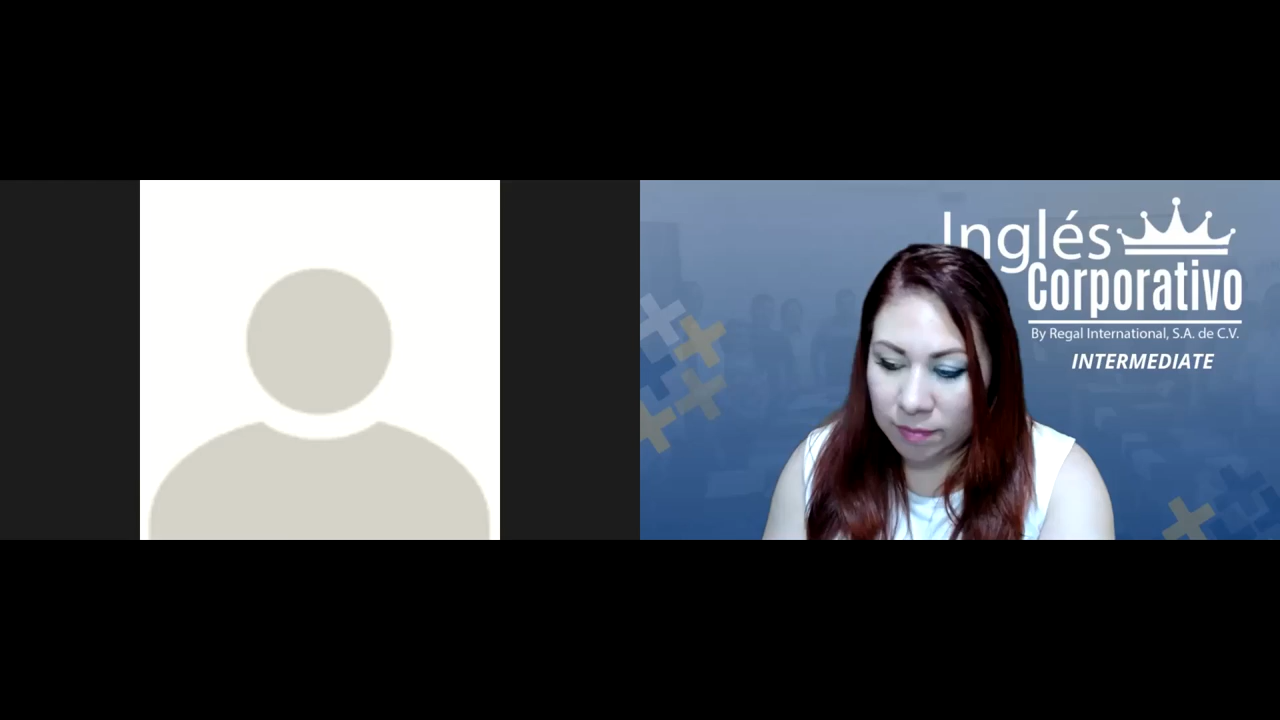 Inglés
Corporativo
By Regal International, S.A. de C.V.
INTERMEDIATE